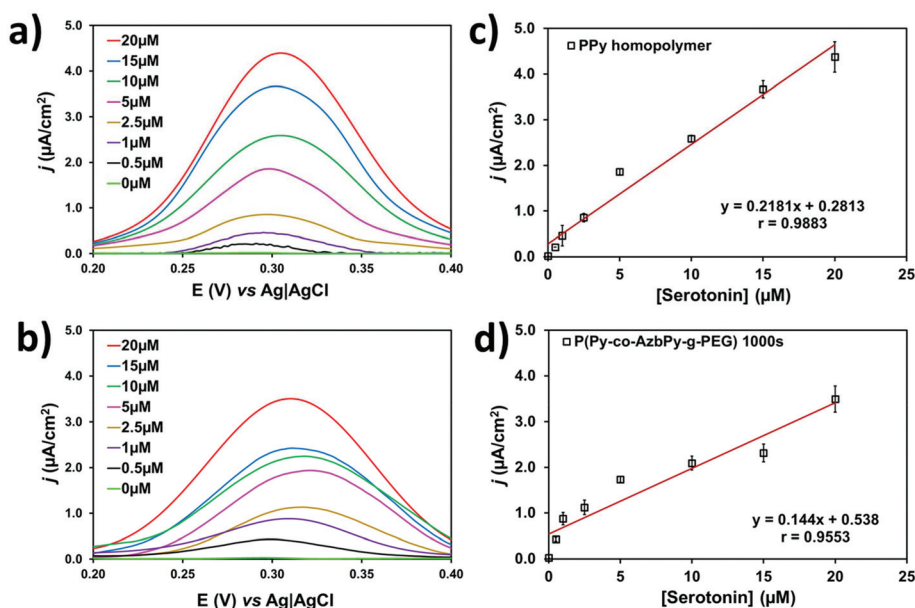 a)
5.0
4.0
3.0
2.0
1.0
0.0
j (µA/cm²)
20µM
15µM
10µM
5µM
2.5µM
1µM
0.5µM
0µM
0.20
0.25
0.30
0.35
0.40
E (V) vs Ag|AgCl
c)
5.0
4.0
3.0
2.0
1.0
0.0
j (µA/cm²)
PPy homopolymer
y = 0.2181x + 0.2813
r = 0.9883
0
5
10
15
20
25
[Serotonin] (µM)
b)
5.0
4.0
3.0
2.0
1.0
0.0
j (µA/cm²)
20µM
15µM
10µM
5µM
2.5µM
1µM
0.5µM
0µM
0.20
0.25
0.30
0.35
0.40
E (V) vs Ag|AgCl
d)
5.0
4.0
3.0
2.0
1.0
0.0
j (µA/cm²)
P(Py-co-AzbPy-g-PEG) 1000s
y = 0.144x + 0.538
r = 0.9553
0
5
10
15
20
25
[Serotonin] (µM)